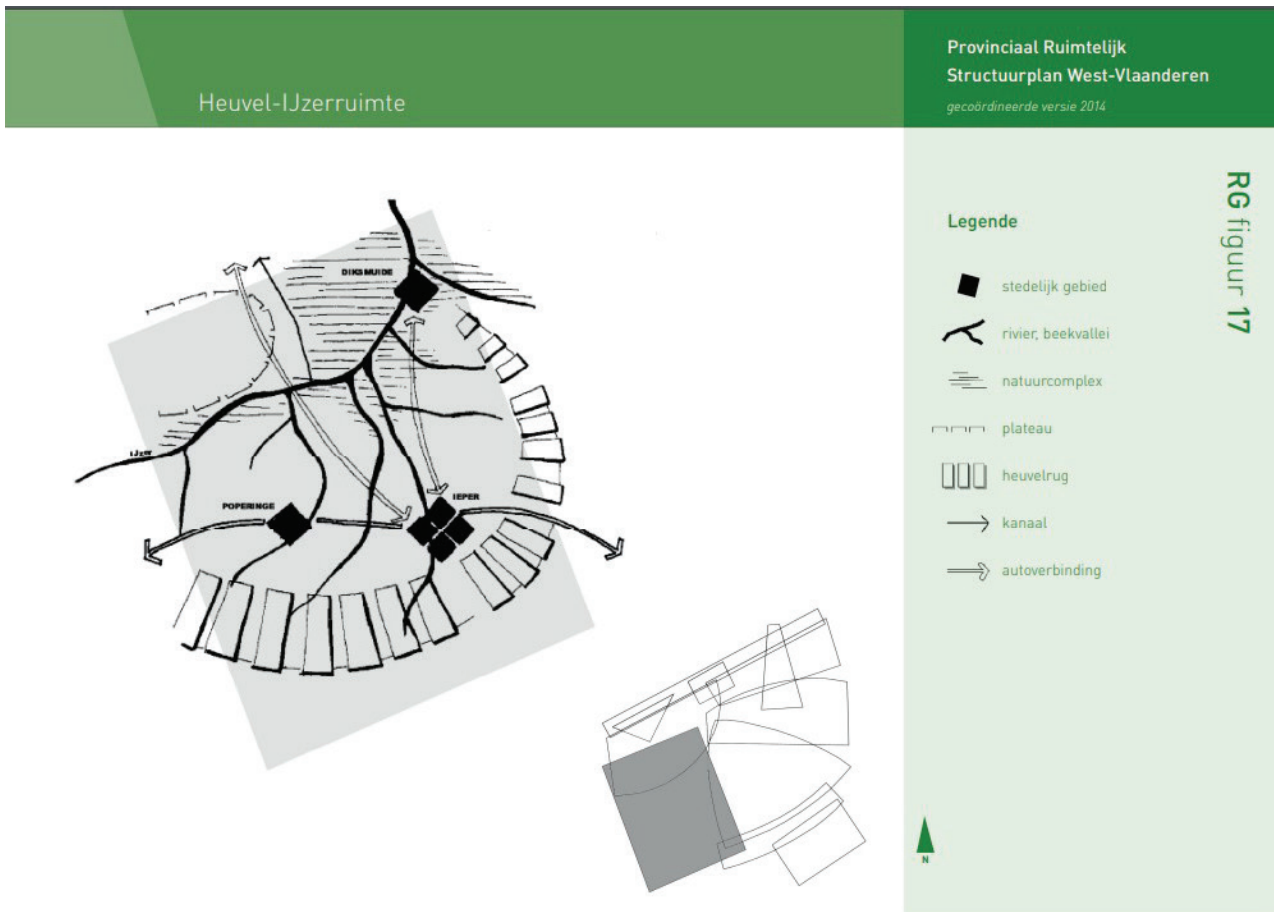 Heuvel-IJzerruimte
Provinciaal Ruimtelijk
Structuurplan West-Vlaanderen
gecoördineerde versie 2014
RG figuur 17
DIKSMUIDE
IJzer
POPERINGE
IEPER
Legende
stedelijk gebied
rivier, beekvallei
natuurcomplex
plateau
heuvelrug
kanaal
autoverbinding
N